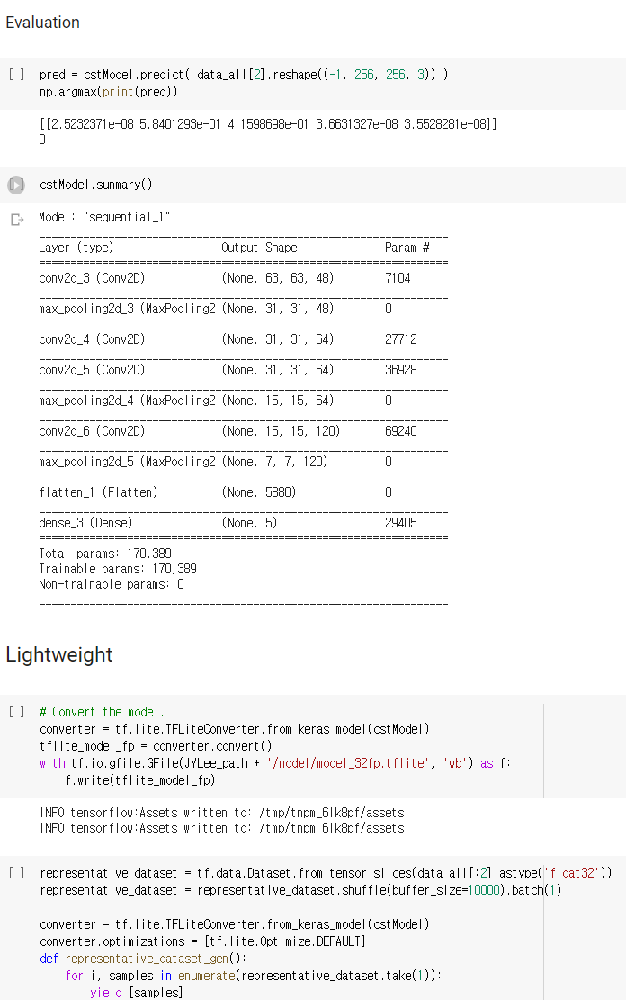 Evaluation
[ ] pred = cstModel.predict( data_all[2].reshape((-1, 256, 256, 3)) )
np.argmax(print(pred))
[[2.5232371e-08 5.8401293e-01 4.1598698e-01 3.6631327e-08 3.5528281e-08]]
0
cstModel.summary()
Model: "sequential_1"
_________________________________________________________________
Layer (type) Output Shape Param #
=================================================================
conv2d_3 (Conv2D) (None, 63, 63, 48) 7104
_________________________________________________________________
max_pooling2d_3 (MaxPooling2 (None, 31, 31, 48) 0
_________________________________________________________________
conv2d_4 (Conv2D) (None, 31, 31, 64) 27712
_________________________________________________________________
conv2d_5 (Conv2D) (None, 31, 31, 64) 36928
_________________________________________________________________
max_pooling2d_4 (MaxPooling2 (None, 15, 15, 64) 0
_________________________________________________________________
conv2d_6 (Conv2D) (None, 15, 15, 120) 69240
_________________________________________________________________
max_pooling2d_5 (MaxPooling2 (None, 7, 7, 120) 0
_________________________________________________________________
flatten_1 (Flatten) (None, 5880) 0
_________________________________________________________________
dense_3 (Dense) (None, 5) 29405
=================================================================
Total params: 170,389
Trainable params: 170,389
Non-trainable params: 0
_________________________________________________________________
Lightweight
[ ] # Convert the model.
converter = tf.lite.TFLiteConverter.from_keras_model(cstModel)
tflite_model_fp = converter.convert()
with tf.io.gfile.GFile(JYLee_path + '/model/model_32fp.tflite', 'wb') as f:
f.write(tflite_model_fp)
INFO:tensorflow:Assets written to: /tmp/tmpm_6lk8pf/assets
INFO:tensorflow:Assets written to: /tmp/tmpm_6lk8pf/assets
[ ] representative_dataset = tf.data.Dataset.from_tensor_slices(data_all[:2].astype('float32'))
representative_dataset = representative_dataset.shuffle(buffer_size=10000).batch(1)
converter = tf.lite.TFLiteConverter.from_keras_model(cstModel)
converter.optimizations = [tf.lite.Optimize.DEFAULT]
def representative_dataset_gen():
for i, samples in enumerate(representative_dataset.take(1)):
yield [samples]